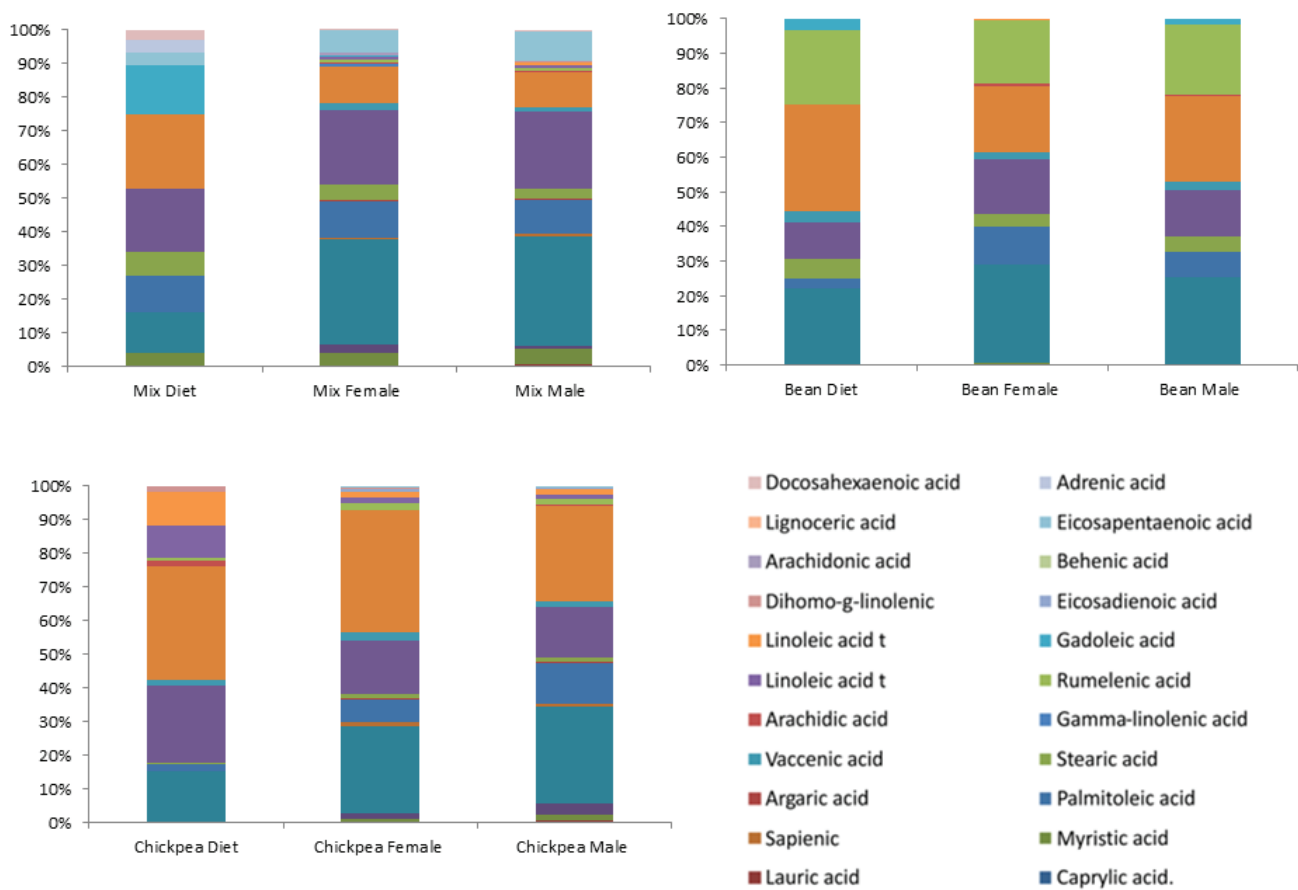 100%
90%
80%
70%
60%
50%
40%
30%
20%
10%
0%
Mix Diet Mix Female Mix Male
100%
90%
80%
70%
60%
50%
40%
30%
20%
10%
0%
Bean Diet Bean Female Bean Male
100%
90%
80%
70%
60%
50%
40%
30%
20%
10%
0%
Chickpea Diet Chickpea Female Chickpea Male
Docosahexaenoic acid Adrenic acid
Lignoceric acid Eicosapentaenoic acid
Arachidonic acid Behenic acid
Dihomo-g-linolenic Eicosadienoic acid
Linoleic acid t Gadoleic acid
Linoleic acid t Rumelenic acid
Arachidic acid Gamma-linolenic acid
Vaccenic acid Stearic acid
Argaric acid Palmitoleic acid
Sapienic Myristic acid
Lauric acid Caprylic acid.